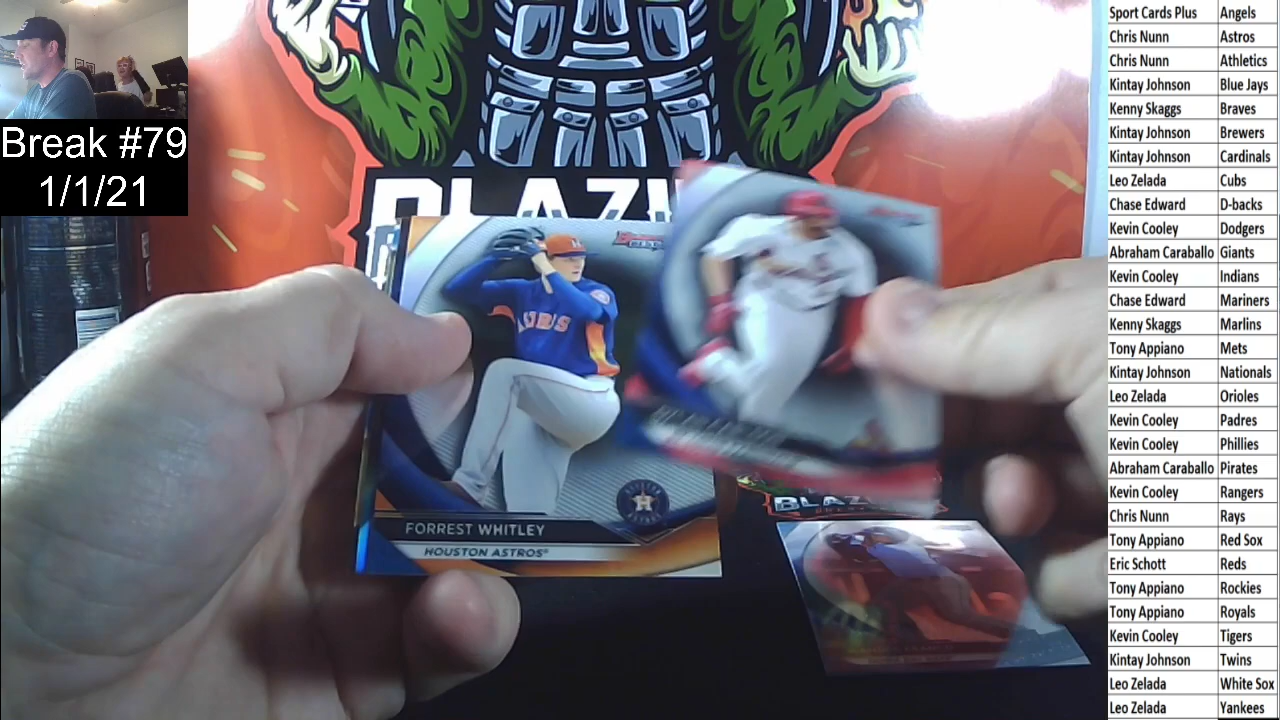 Break #79
1/1/21
BLAZI
FORREST WHITLEY
HOUSTON ASTROS®
BLAZ
Sport Cards Plus Angels
Chris Nunn Astros
Chris Nunn Athletics
Kintay Johnson Blue Jays
Kenny Skaggs Braves
Kintay Johnson Brewers
Kintay Johnson Cardinals
Leo Zelada Cubs
Chase Edward D-backs
Kevin Cooley Dodgers
Abraham Caraballo Giants
Kevin Cooley Indians
Chase Edward Mariners
Kenny Skaggs Marlins
Tony Appiano Mets
Kintay Johnson Nationals
Leo Zelada Orioles
Kevin Cooley Padres
Kevin Cooley Phillies
Abraham Caraballo Pirates
Kevin Cooley Rangers
Chris Nunn Rays
Tony Appiano Red Sox
Eric Schott Reds
Tony Appiano Rockies
Tony Appiano Royals
Kevin Cooley Tigers
Kintay Johnson Twins
Leo Zelada White Sox
Leo Zelada Yankees